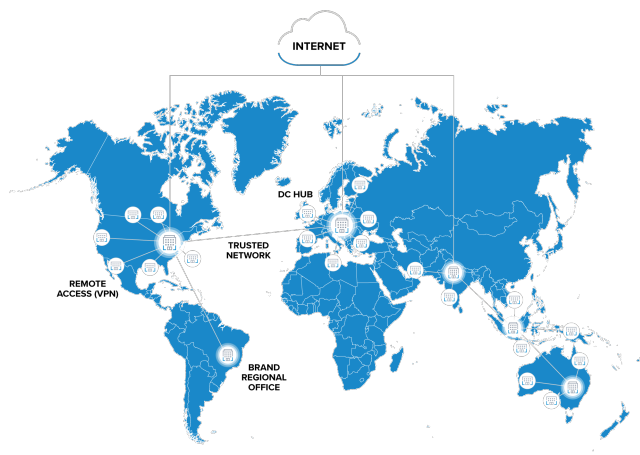 INTERNET
DC HUB
TRUSTED
NETWORK
REMOTE
ACCESS (VPN)
BRAND
REGIONAL
OFFICE